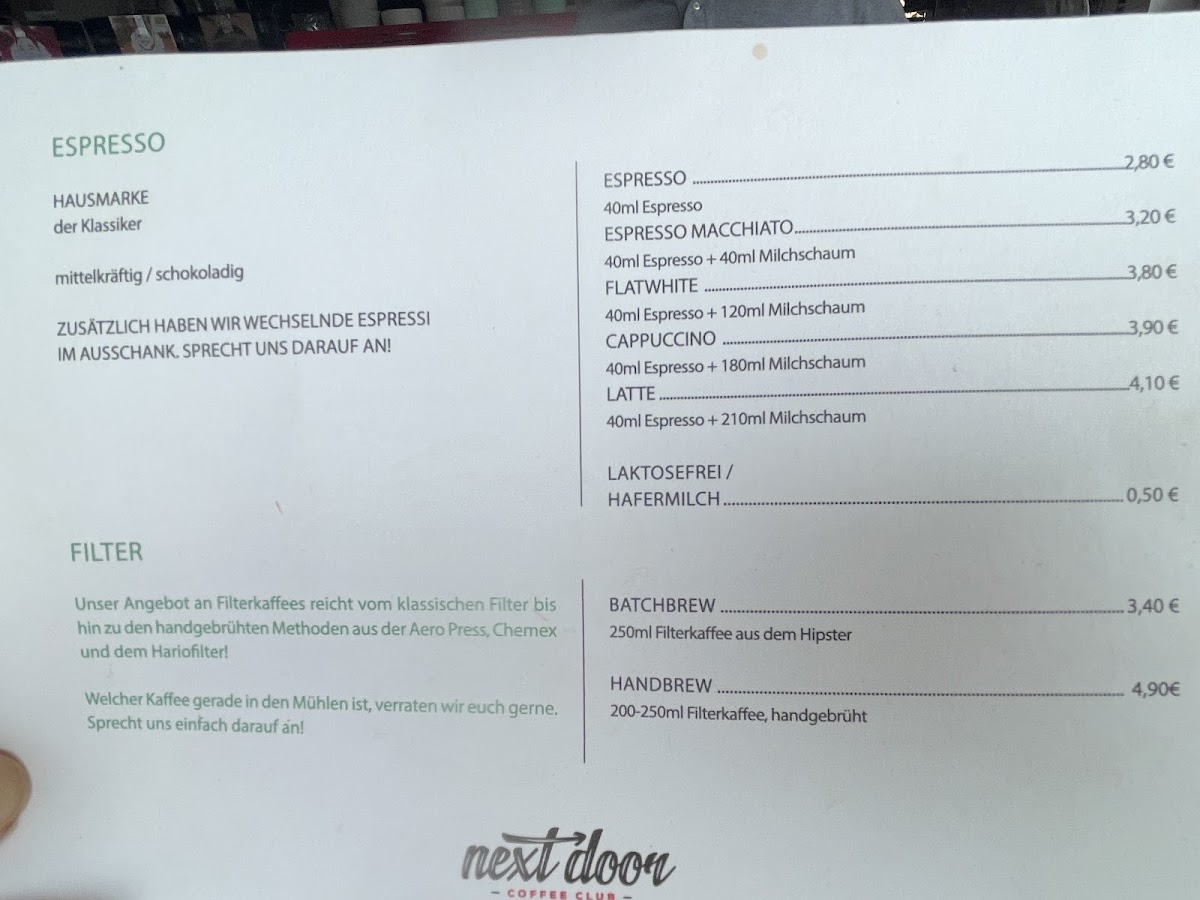 ESPRESSO
HAUSMARKE
der Klassiker
mittelkräftig / schokoladig
ZUSÄTZLICH HABEN WIR WECHSELNDE ESPRESSI
IM AUSSCHANK. SPRECHT UNS DARAUF AN!
ESPRESSO ........ 2,80 €
40ml Espresso
ESPRESSO MACCHIATO ........ 3,20 €
40ml Espresso + 40ml Milchschaum
FLATWHITE ........ 3,80 €
40ml Espresso + 120ml Milchschaum
CAPPUCCINO ........ 3,90 €
40ml Espresso + 180ml Milchschaum
LATTE ........ 4,10 €
40ml Espresso + 210ml Milchschaum
LAKTOSEFREI /
HAFERMILCH ........ 0,50 €
FILTER
Unser Angebot an Filterkaffees reicht vom klassischen Filter bis
hin zu den handgebrühten Methoden aus der Aero Press, Chemex
und dem Hariofilter!
Welcher Kaffee gerade in den Mühlen ist, verraten wir euch gerne.
Sprecht uns einfach darauf an!
BATCHBREW ........ 3,40 €
250ml Filterkaffee aus dem Hipster
HANDBREW ........ 4,90€
200-250ml Filterkaffee, handgebrüht
next door
– COFFEE CLUB –